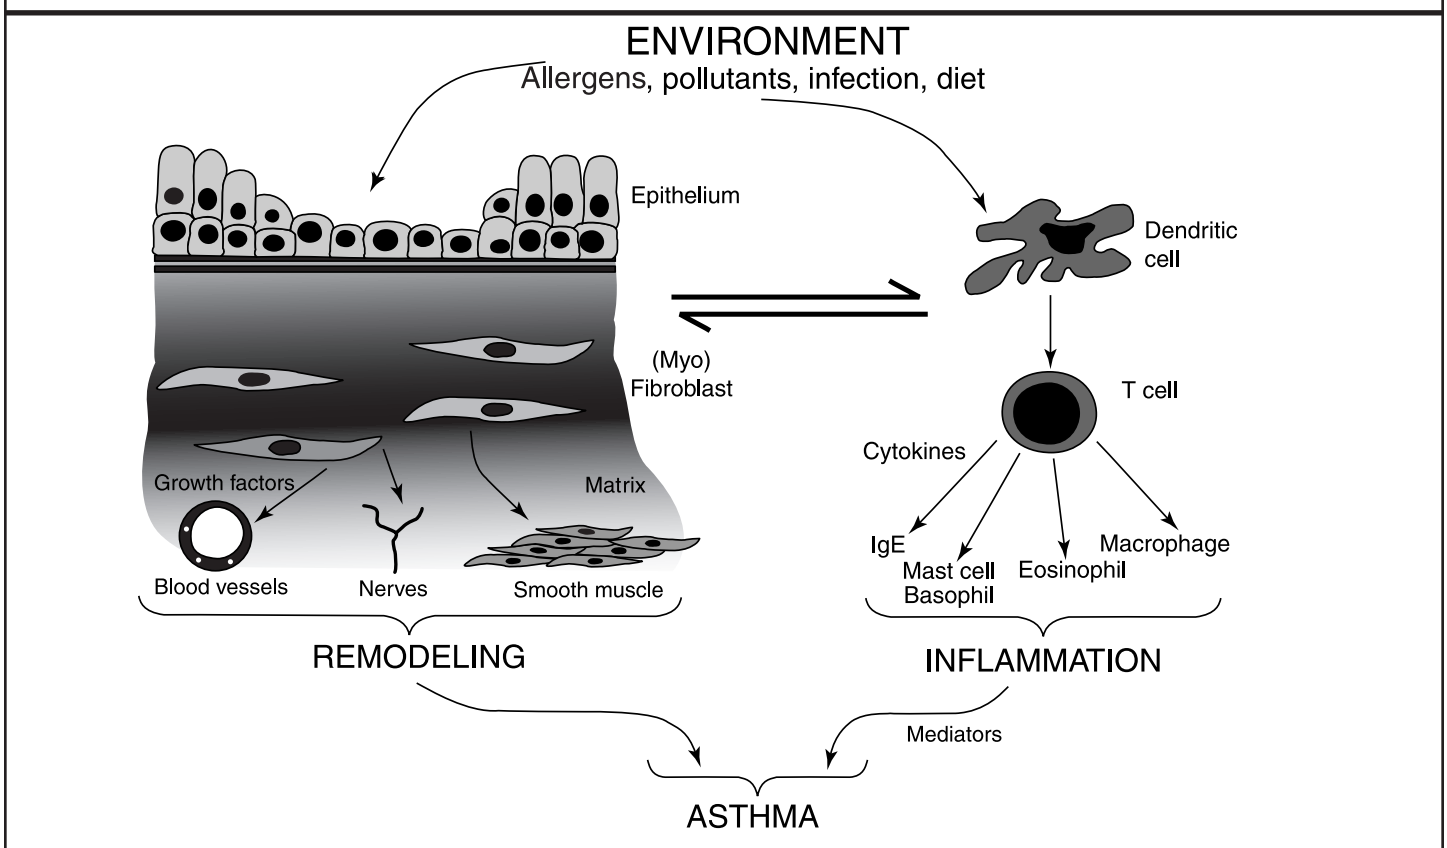 ENVIRONMENT
Allergens, pollutants, infection, diet
Epithelium
Dendritic
cell
(Myo)
Fibroblast
T cell
Cytokines
Growth factors
Matrix
IgE
Mast cell
Basophil
Eosinophil
Macrophage
Blood vessels
Nerves
Smooth muscle
REMODELING
INFLAMMATION
Mediators
ASTHMA